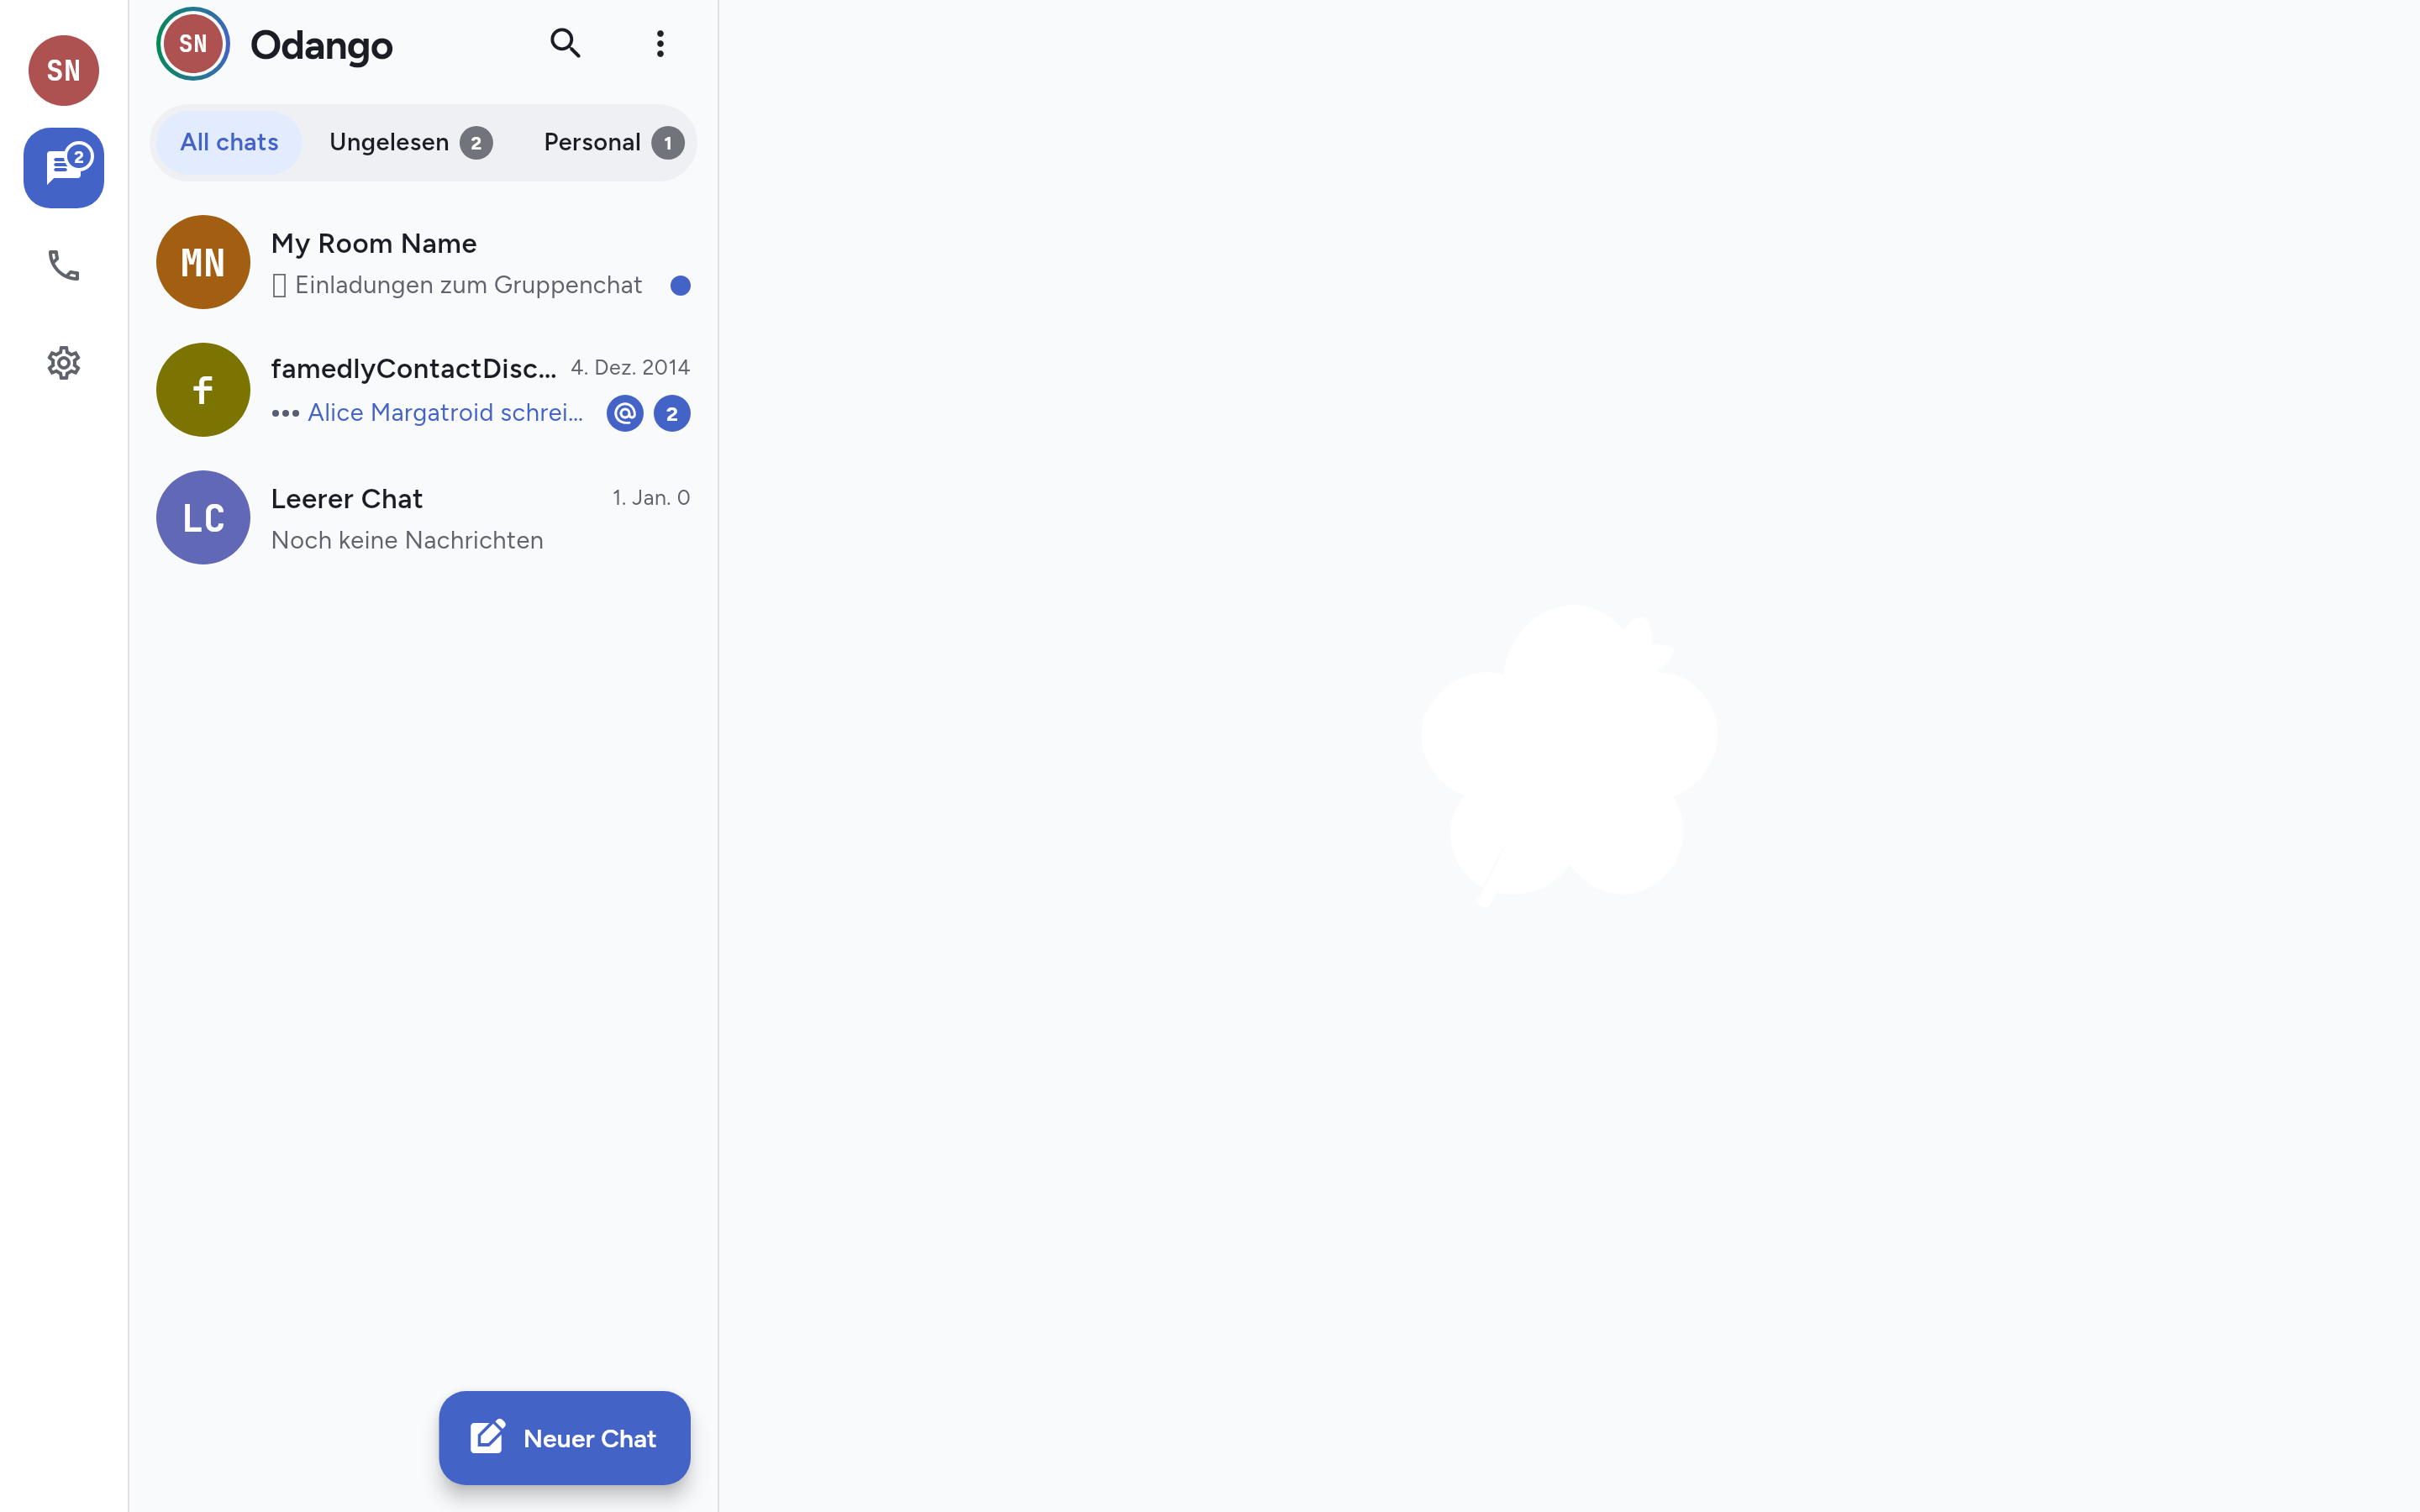 SN
2
SN
Odango
All chats
Ungelesen 2
Personal 1
MN
My Room Name
Einladungen zum Gruppenchat
f
famedlyContactDisc...
4. Dez. 2014
Alice Margatroid schrei...
@ 2
LC
Leerer Chat
1. Jan. 0
Noch keine Nachrichten
Neuer Chat